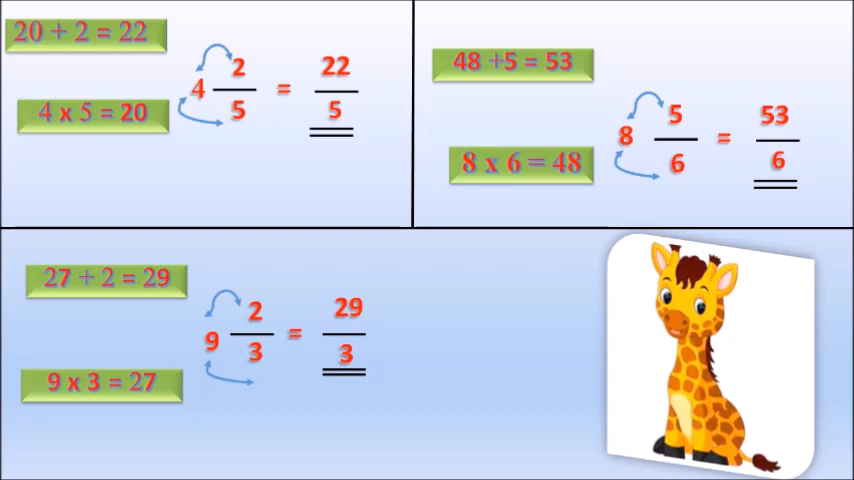 20 + 2 = 22
4 x 5 = 20
4 2/5 = 22/5
48 +5 = 53
8 x 6 = 48
8 5/6 = 53/6
27 + 2 = 29
9 x 3 = 27
9 2/3 = 29/3